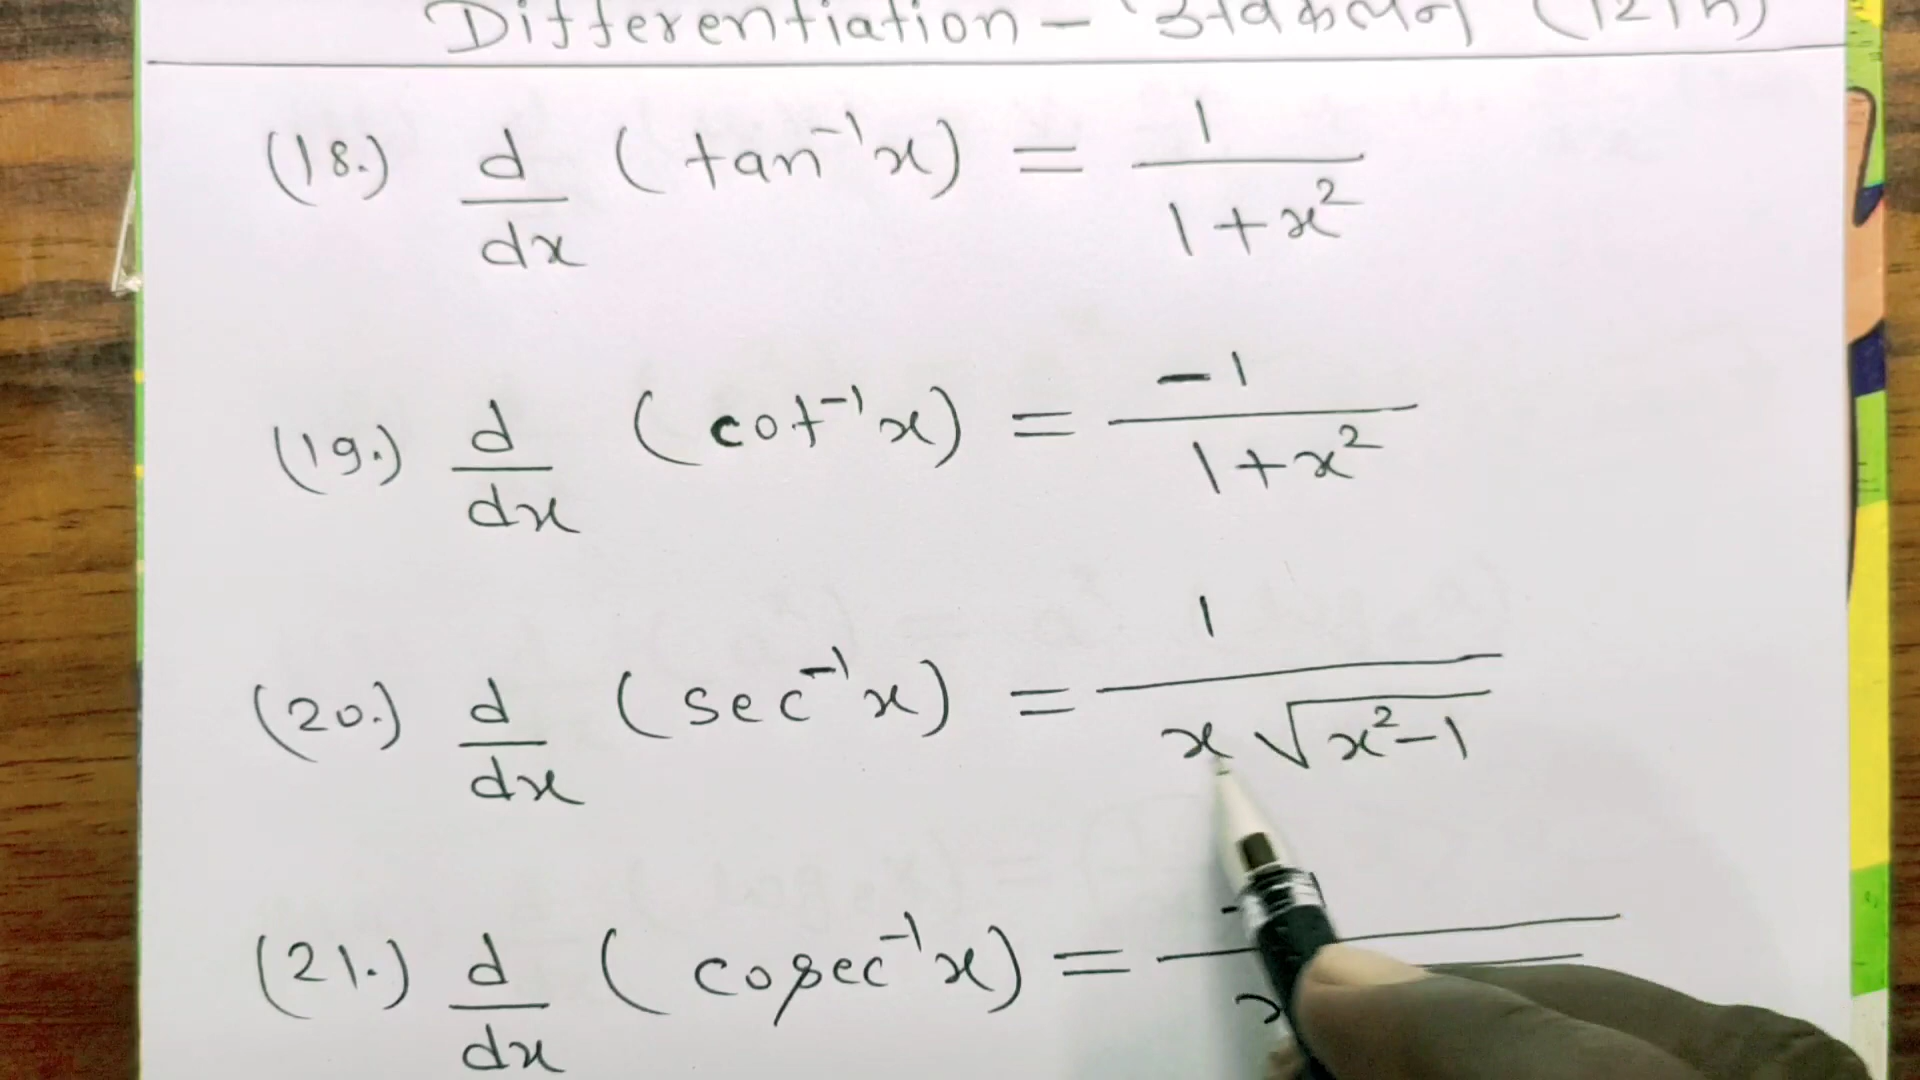 Differentiation – अवकलन (12th)
(18.) d/dx (tan⁻¹x) = 1/(1+x²)
(19.) d/dx (cot⁻¹x) = -1/(1+x²)
(20.) d/dx (sec⁻¹x) = 1/(x√(x²-1))
(21.) d/dx (cosec⁻¹x) =